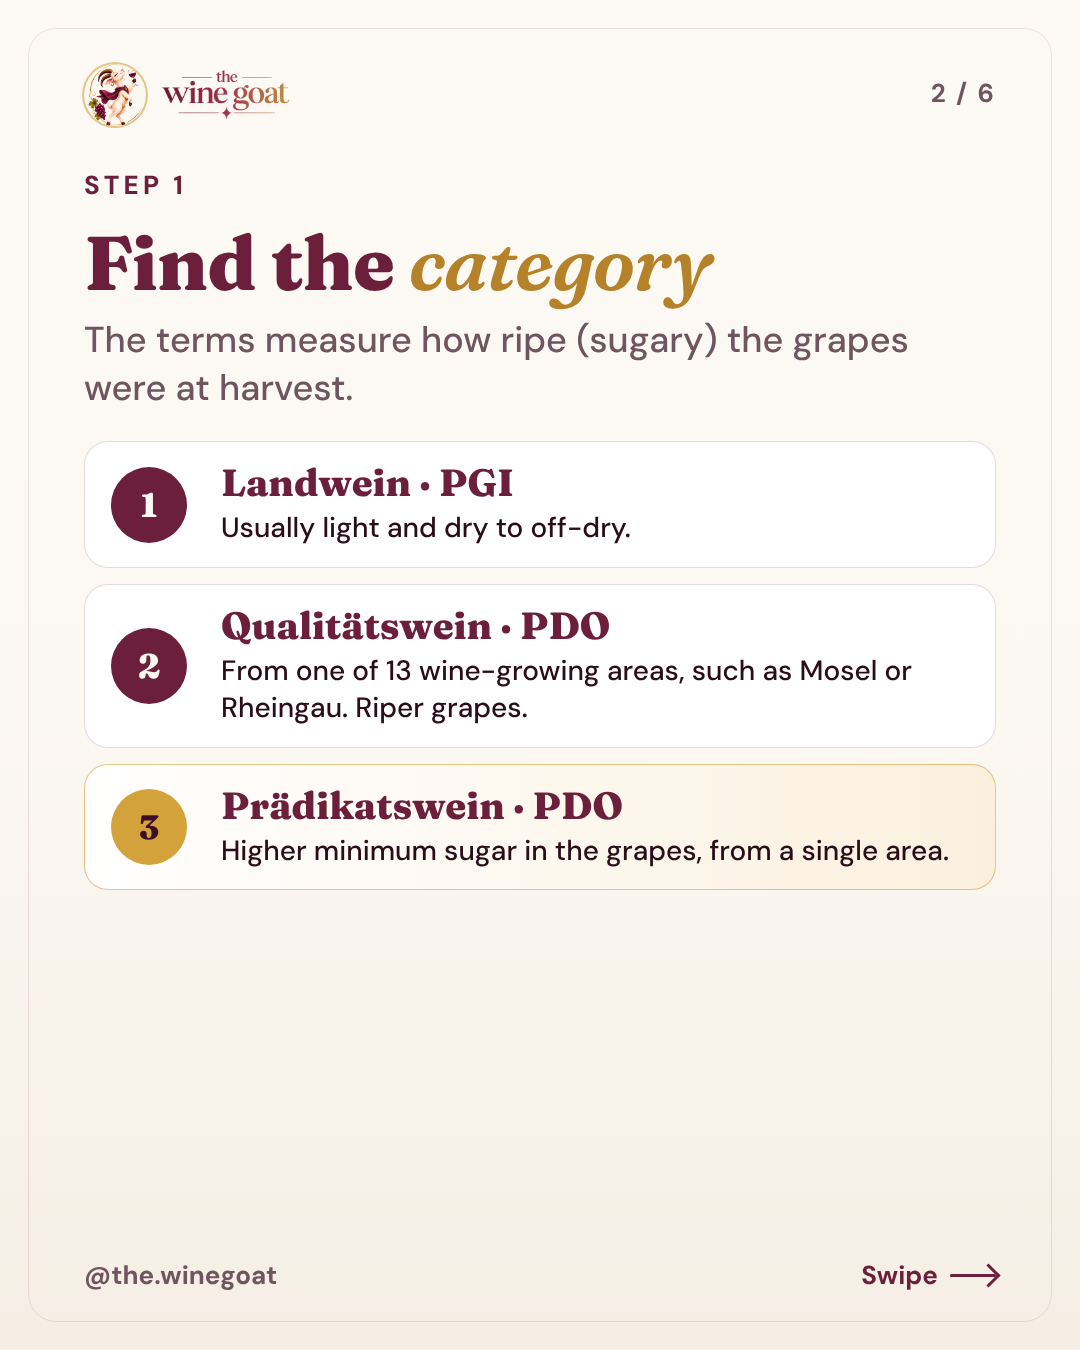 the
wine goat
2 / 6
STEP 1
Find the category
The terms measure how ripe (sugary) the grapes
were at harvest.
1
Landwein · PGI
Usually light and dry to off-dry.
2
Qualitätswein · PDO
From one of 13 wine-growing areas, such as Mosel or
Rheingau. Riper grapes.
3
Prädikatswein · PDO
Higher minimum sugar in the grapes, from a single area.
@the.winegoat
Swipe